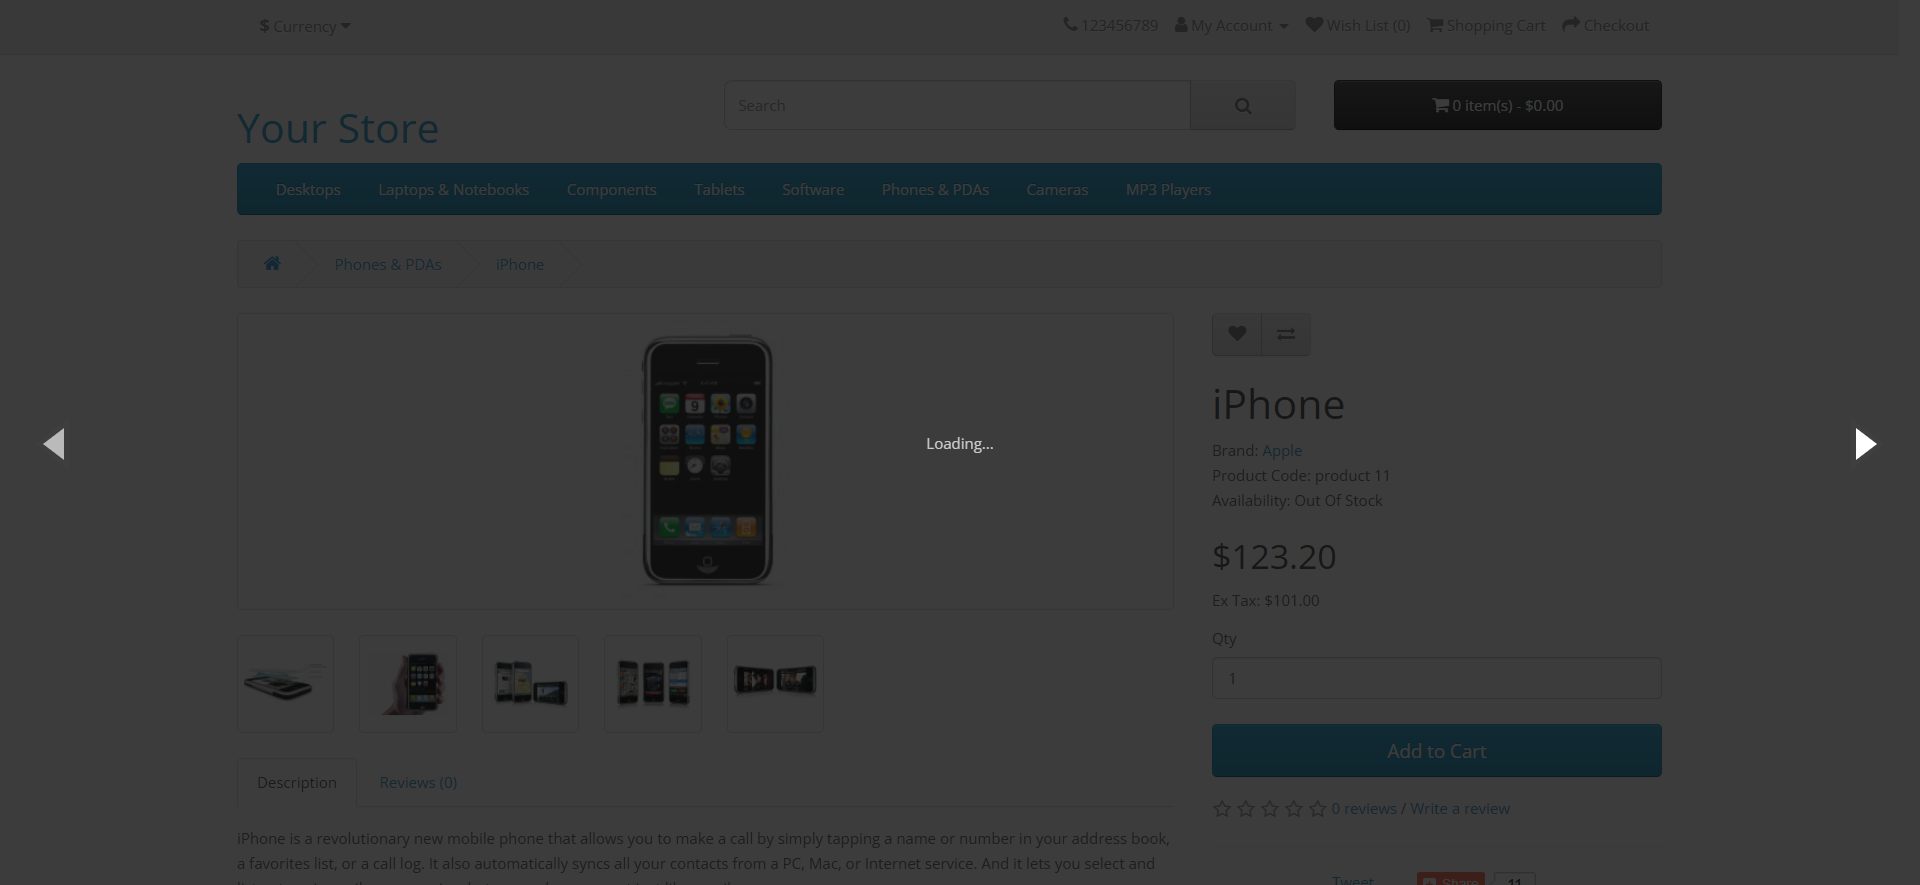 $ Currency
123456789 My Account Wish List (0) Shopping Cart Checkout
Your Store
Search
0 item(s) - $0.00
Desktops Laptops & Notebooks Components Tablets Software Phones & PDAs Cameras MP3 Players
Phones & PDAs iPhone
9
Loading...
iPhone
Brand: Apple
Product Code: product 11
Availability: Out Of Stock
$123.20
Ex Tax: $101.00
Qty
1
Add to Cart
0 reviews / Write a review
Description Reviews (0)
iPhone is a revolutionary new mobile phone that allows you to make a call by simply tapping a name or number in your address book,
a favorites list, or a call log. It also automatically syncs all your contacts from a PC, Mac, or Internet service. And it lets you select and
Tweet Share 11